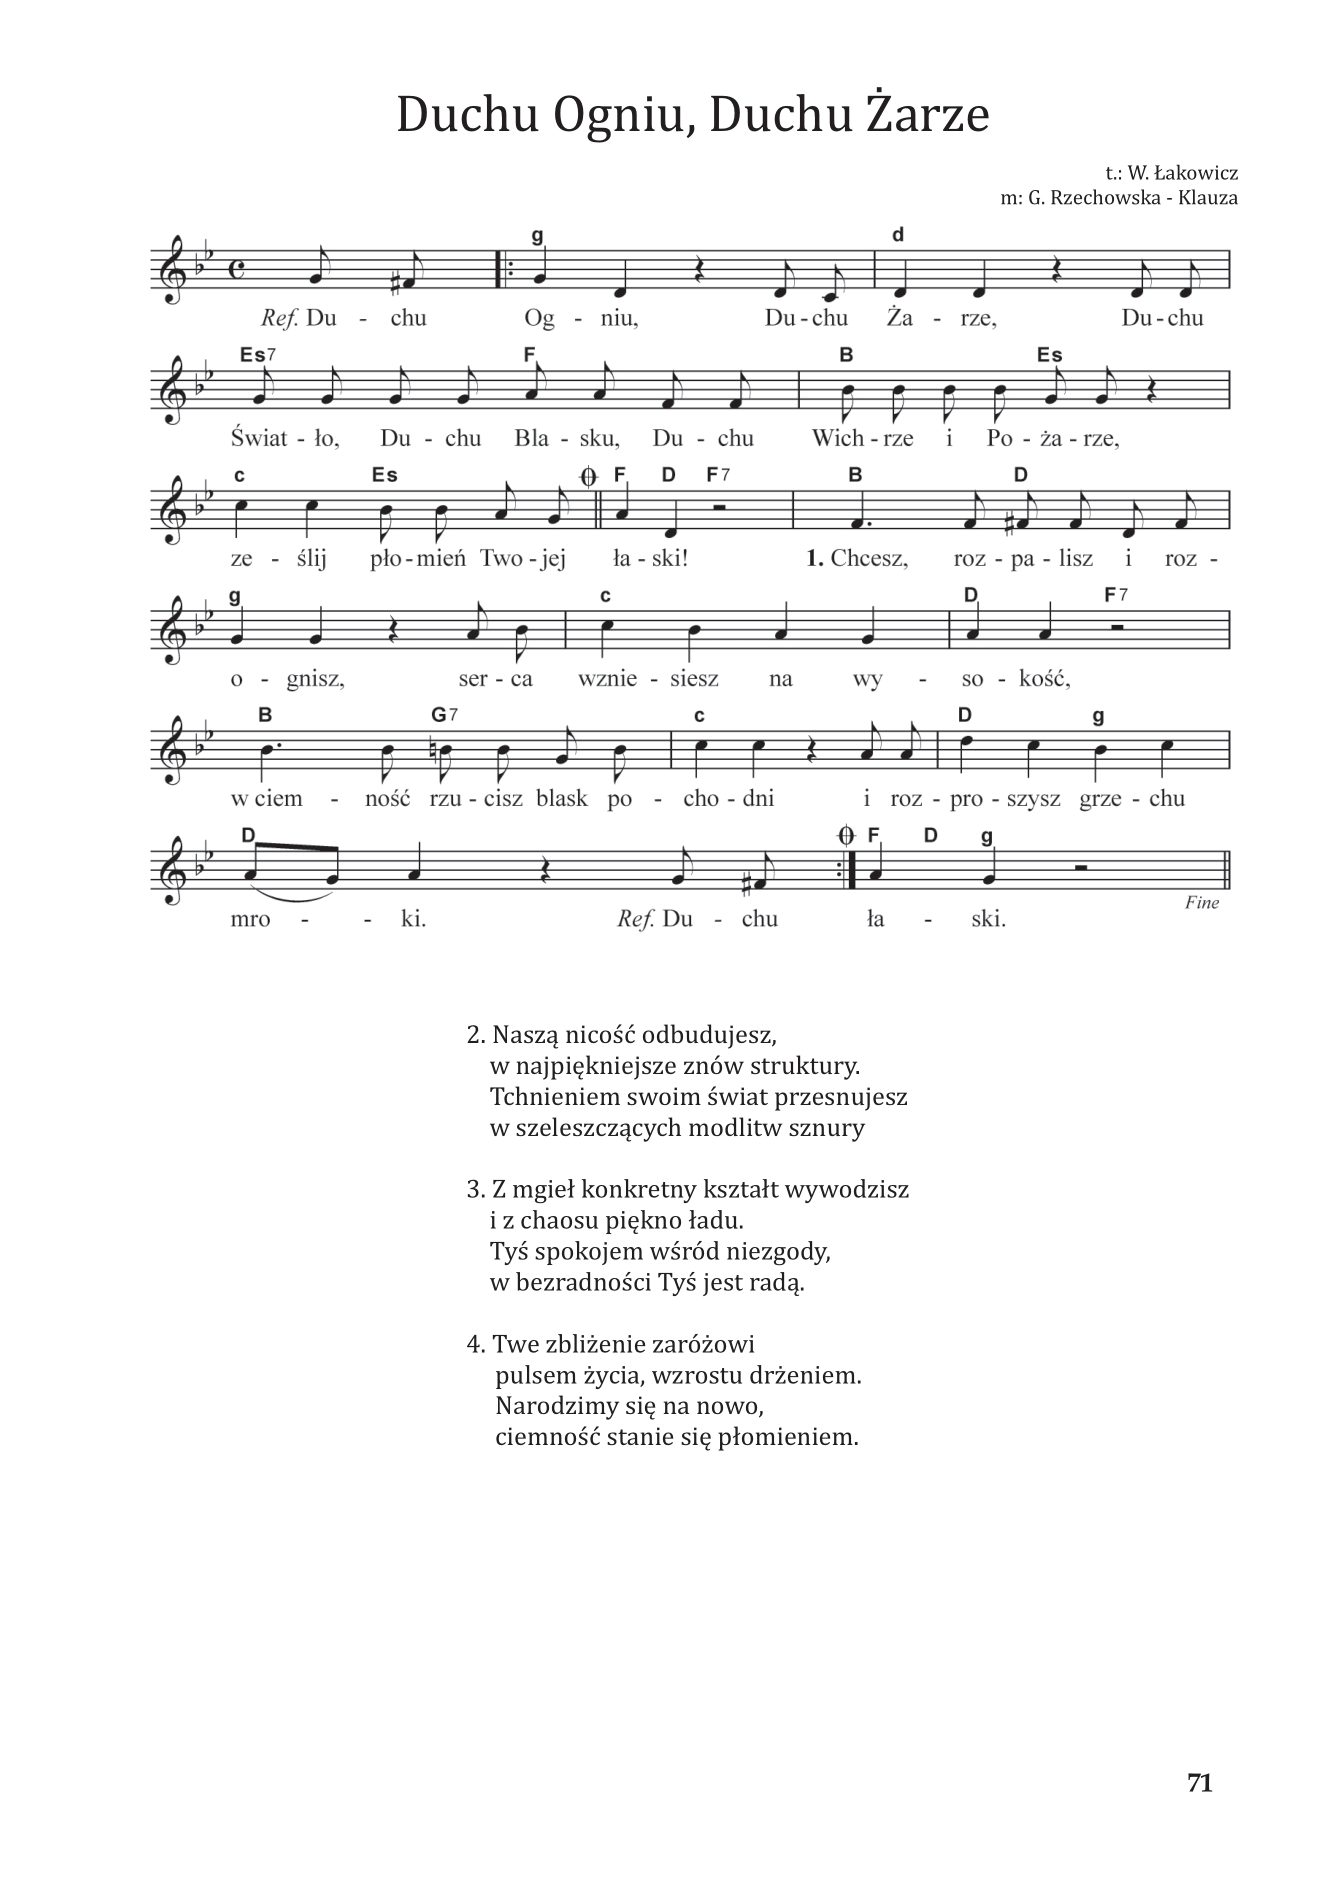 Duchu Ogniu, Duchu Żarze
t.: W. Łakowicz
m: G. Rzechowska - Klauza
g d
Ref. Du - chu Og - niu, Du - chu Ża - rze, Du - chu
Es7 F B Es
Świat - ło, Du - chu Bla - sku, Du - chu Wich - rze i Po - ża - rze,
c Es F D F7 B D
ze - ślij pło - mień Two - jej ła - ski! 1. Chcesz, roz - pa - lisz i roz -
g c D F7
o - gnisz, ser - ca wznie - siesz na wy - so - kość,
B G7 c D g
w ciem - ność rzu - cisz blask po - cho - dni i roz - pro - szysz grze - chu
D F D g
mro - - ki. Ref. Du - chu ła - ski.
Fine
2. Naszą nicość odbudujesz,
w najpiękniejsze znów struktury.
Tchnieniem swoim świat przesnujesz
w szeleszczących modlitw sznury
3. Z mgieł konkretny kształt wywodzisz
i z chaosu piękno ładu.
Tyś spokojem wśród niezgody,
w bezradności Tyś jest radą.
4. Twe zbliżenie zaróżowi
pulsem życia, wzrostu drżeniem.
Narodzimy się na nowo,
ciemność stanie się płomieniem.
71